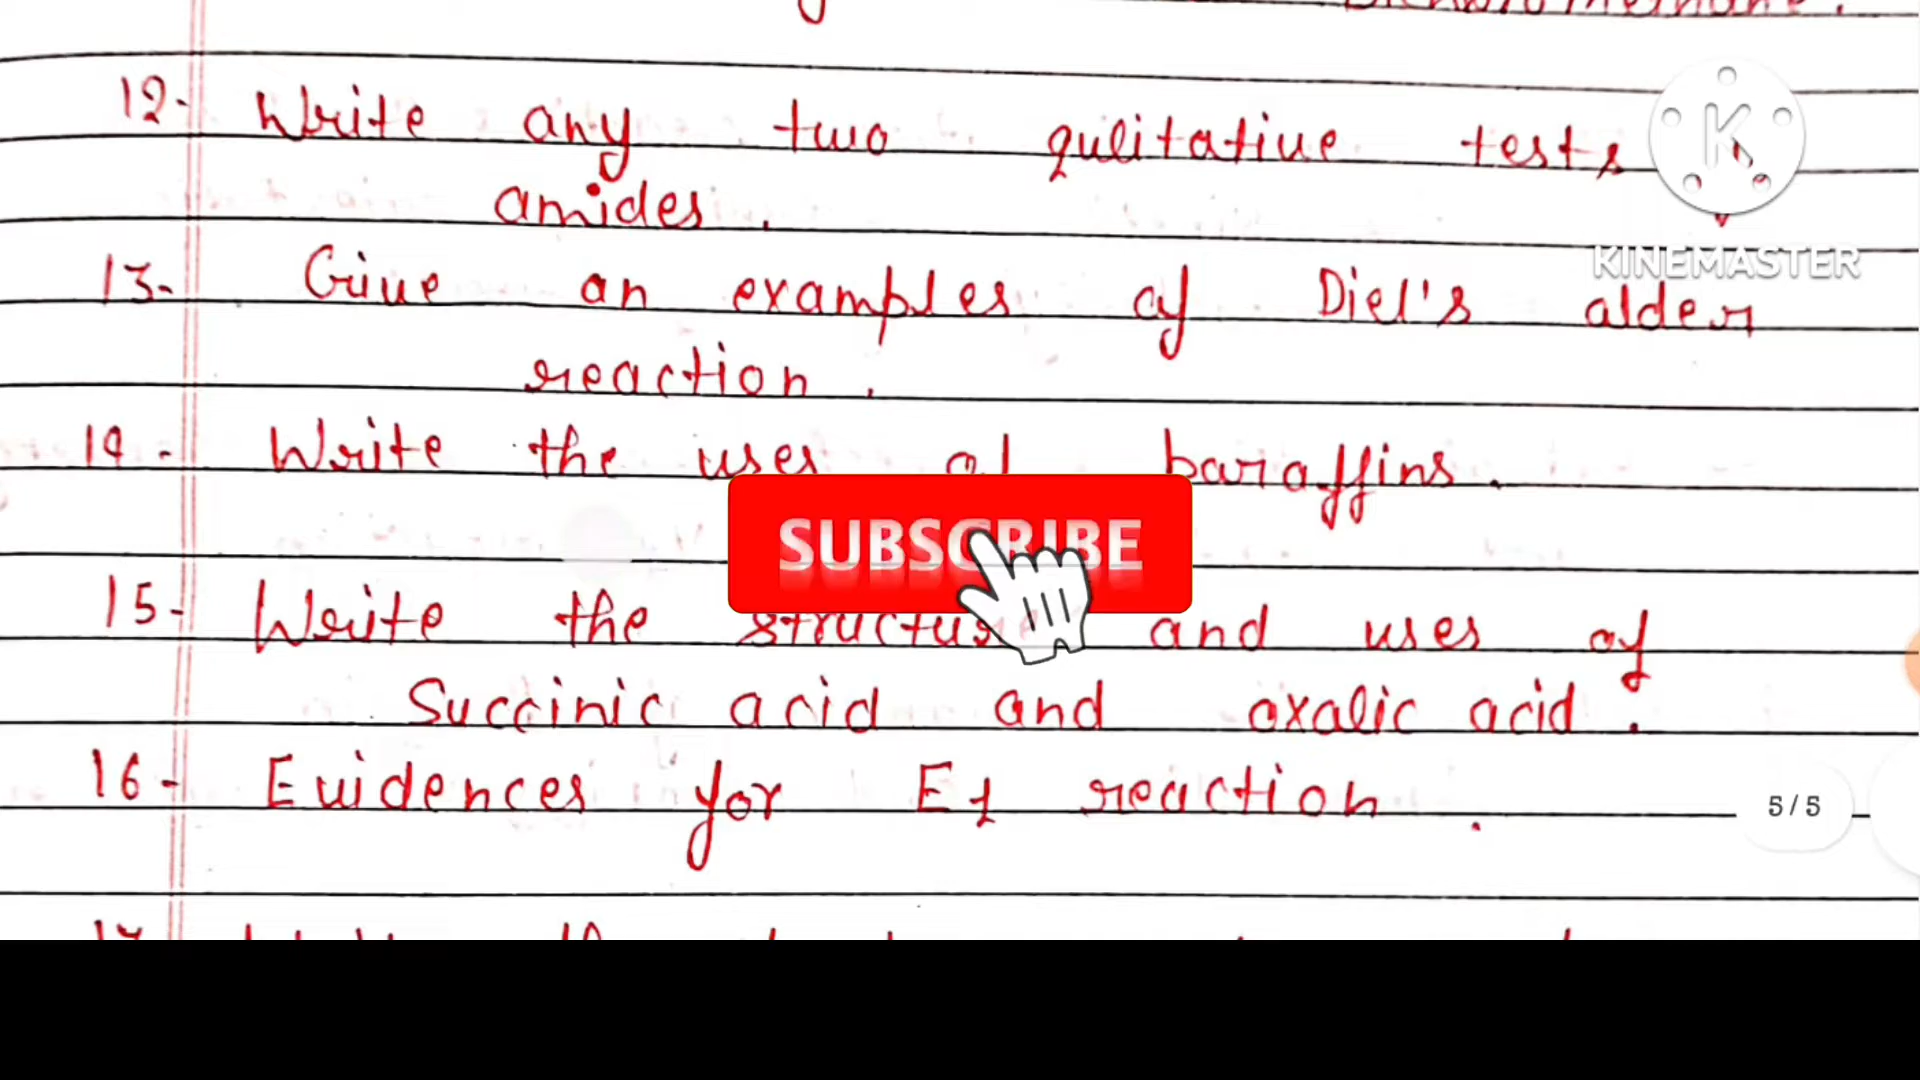 12- Write any two qulitative tests
amides.
13- Give an examples of Diel's alder
reaction.
14- Write the uses of paraffins.
15- Write the structure and uses of
Succinic acid and oxalic acid.
16- Evidences for E1 reaction.
KINEMASTER
SUBSCRIBE
5/5